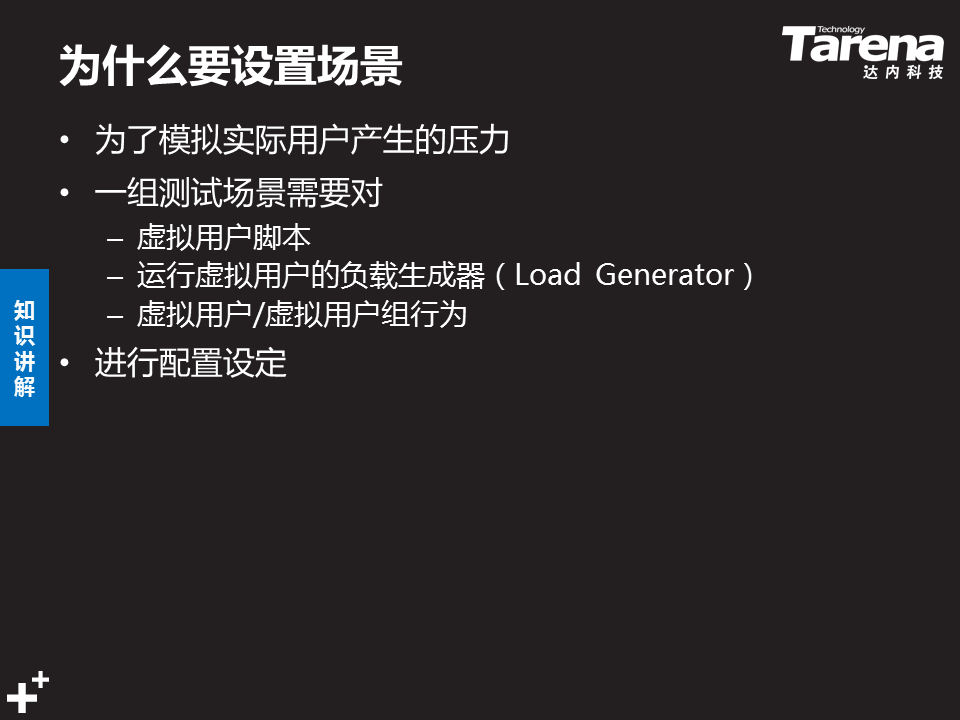 为什么要设置场景
Technology
Tarena
达内科技
• 为了模拟实际用户产生的压力
• 一组测试场景需要对
– 虚拟用户脚本
– 运行虚拟用户的负载生成器（Load Generator）
– 虚拟用户/虚拟用户组行为
• 进行配置设定
知
识
讲
解